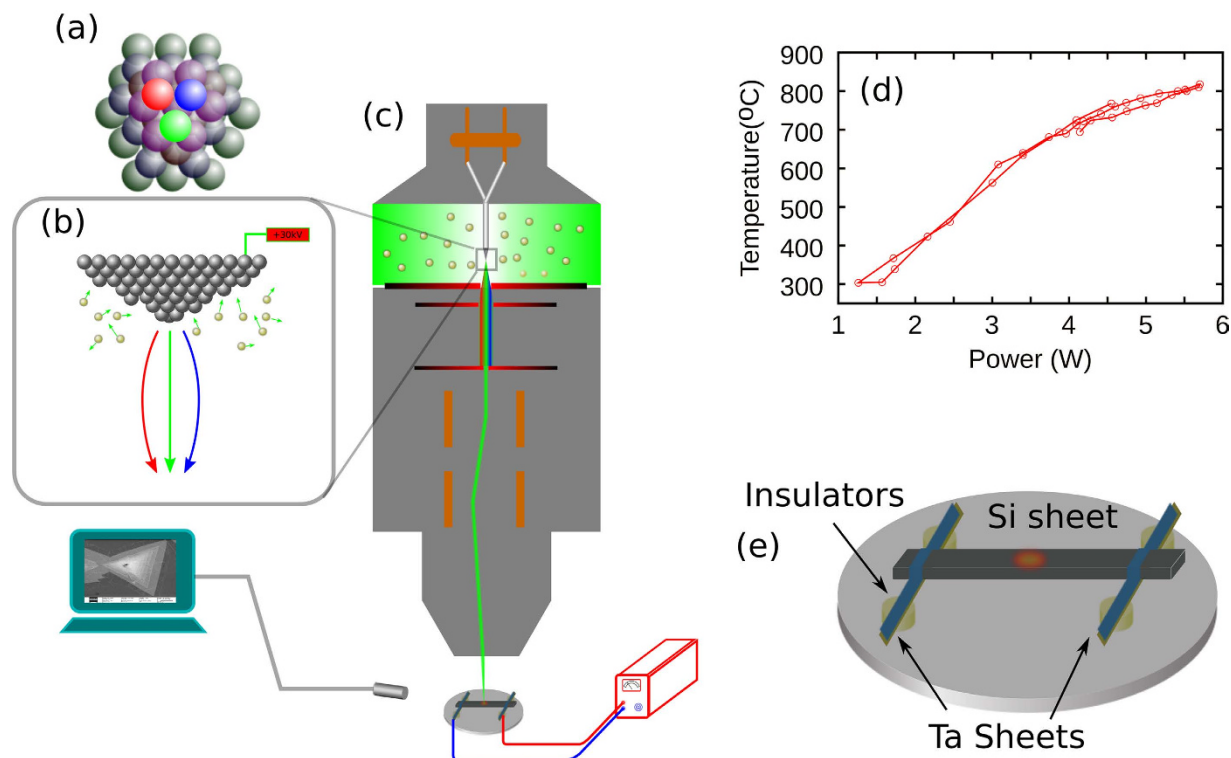 (a)
(b)
+30kV
(c)
(d)
Temperature(ºC)
900
800
700
600
500
400
300
1 2 3 4 5 6
Power (W)
(e)
Insulators
Si sheet
Ta Sheets